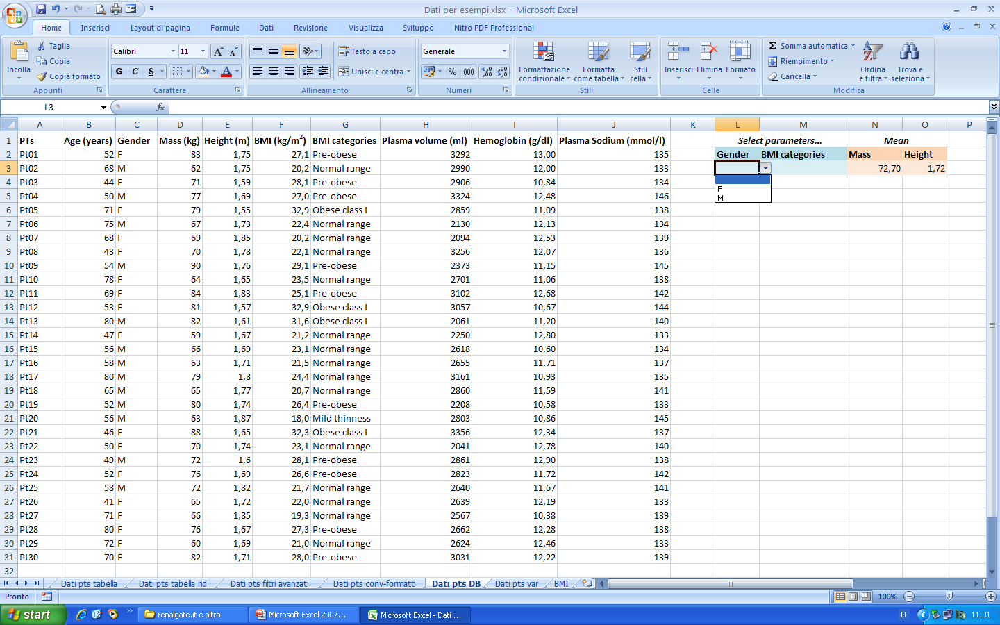 Dati per esempi.xlsx - Microsoft Excel
Home Inserisci Layout di pagina Formule Dati Revisione Visualizza Sviluppo Nitro PDF Professional
Incolla
Taglia
Copia
Copia formato
Appunti
Calibri 11
G C S
Carattere
Testo a capo
Unisci e centra
Allineamento
Generale
% 000
Numeri
Formattazione condizionale
Formatta come tabella
Stili cella
Stili
Inserisci Elimina Formato
Celle
Σ Somma automatica
Riempimento
Cancella
Ordina e filtra
Trova e seleziona
Modifica
L3 fx
A B C D E F G H I J K L M N O P
1 PTs Age (years) Gender Mass (kg) Height (m) BMI (kg/m2) BMI categories Plasma volume (ml) Hemoglobin (g/dl) Plasma Sodium (mmol/l) Select parameters... Mean
2 Pt01 52 F 83 1,75 27,1 Pre-obese 3292 13,00 135 Gender BMI categories Mass Height
3 Pt02 68 M 62 1,75 20,2 Normal range 2990 12,00 133 72,70 1,72
4 Pt03 44 F 71 1,59 28,1 Pre-obese 2906 10,84 134
F
5 Pt04 50 M 77 1,69 27,0 Pre-obese 3324 12,48 146
M
6 Pt05 71 F 79 1,55 32,9 Obese class I 2859 11,09 138
7 Pt06 75 M 67 1,73 22,4 Normal range 2130 12,13 134
8 Pt07 68 F 69 1,85 20,2 Normal range 2094 12,53 139
9 Pt08 43 F 70 1,78 22,1 Normal range 3256 12,07 136
10 Pt09 54 M 90 1,76 29,1 Pre-obese 2373 11,15 145
11 Pt10 78 F 64 1,65 23,5 Normal range 2701 11,06 138
12 Pt11 69 F 84 1,83 25,1 Pre-obese 3102 12,68 142
13 Pt12 53 F 81 1,57 32,9 Obese class I 3057 10,67 144
14 Pt13 80 M 82 1,61 31,6 Obese class I 2061 11,20 140
15 Pt14 47 F 59 1,67 21,2 Normal range 2250 12,80 133
16 Pt15 56 M 66 1,69 23,1 Normal range 2618 10,60 134
17 Pt16 58 M 63 1,71 21,5 Normal range 2655 11,71 137
18 Pt17 80 M 79 1,8 24,4 Normal range 3161 10,93 135
19 Pt18 65 M 65 1,77 20,7 Normal range 2860 11,59 141
20 Pt19 52 M 80 1,74 26,4 Pre-obese 2208 10,58 133
21 Pt20 56 M 63 1,87 18,0 Mild thinness 2803 10,86 145
22 Pt21 46 F 88 1,65 32,3 Obese class I 3356 12,34 137
23 Pt22 50 F 70 1,74 23,1 Normal range 2041 12,78 140
24 Pt23 49 M 72 1,6 28,1 Pre-obese 2861 12,90 138
25 Pt24 52 F 76 1,69 26,6 Pre-obese 2823 11,72 142
26 Pt25 58 M 72 1,82 21,7 Normal range 2640 11,67 141
27 Pt26 41 F 65 1,72 22,0 Normal range 2639 12,19 133
28 Pt27 71 F 66 1,85 19,3 Normal range 2567 10,38 139
29 Pt28 80 F 76 1,67 27,3 Pre-obese 2662 12,28 138
30 Pt29 72 F 60 1,69 21,0 Normal range 2624 12,46 133
31 Pt30 70 F 82 1,71 28,0 Pre-obese 3031 12,22 139
32
Dati pts tabella Dati pts tabella rid Dati pts filtri avanzati Dati pts conv-formatt Dati pts DB Dati pts var BMI
Pronto 100%
start renalgate.it e altro Microsoft Excel 2007... Microsoft Excel - Dati ... IT 11.01